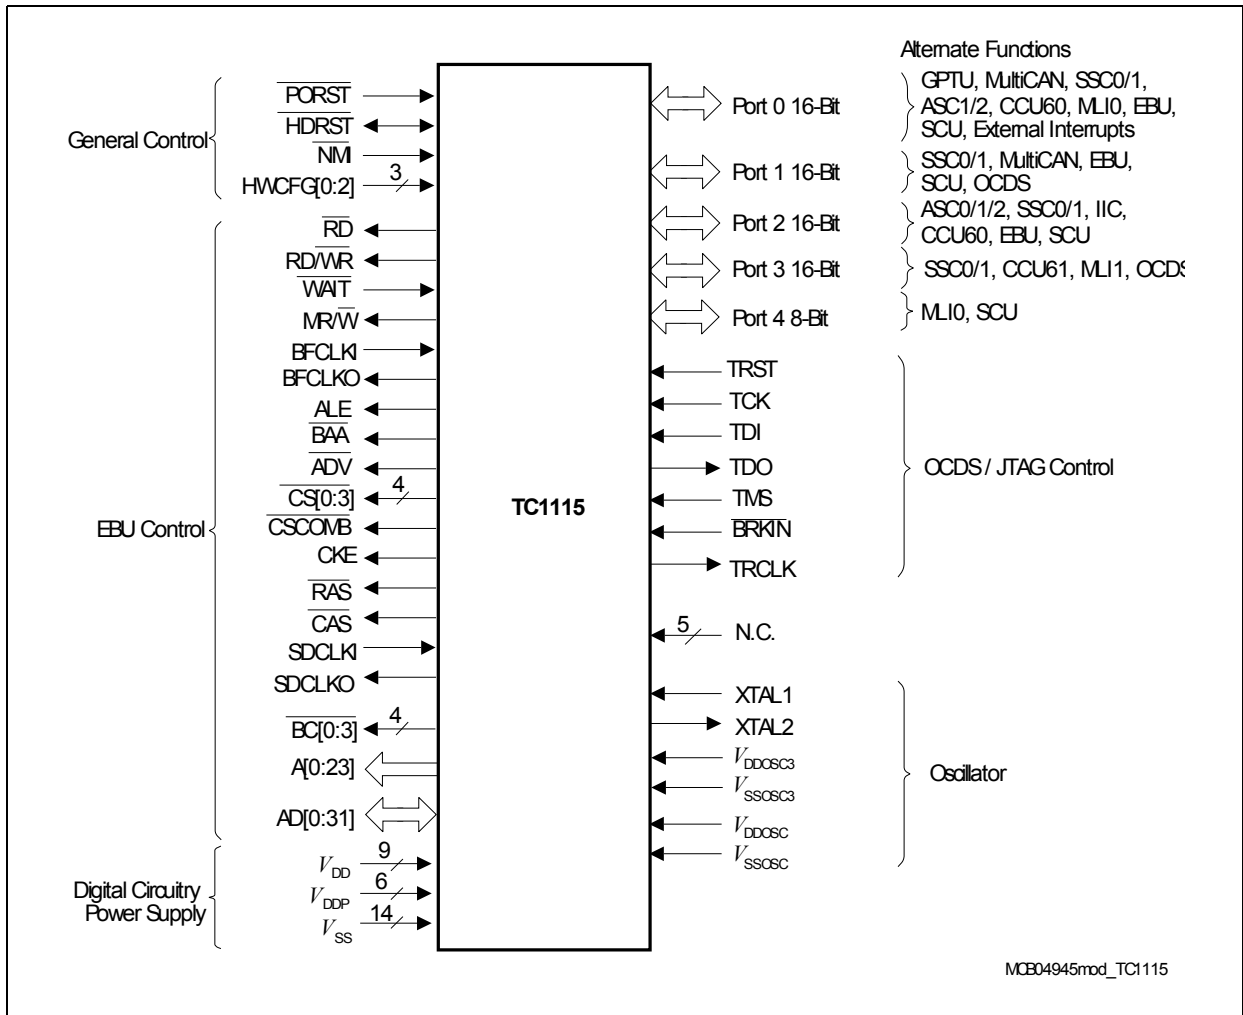 Alternate Functions
General Control
PORST
HDRST
NMI
HWCFG[0:2]
3
EBU Control
RD
RD/WR
WAIT
MR/W
BFCLKI
BFCLKO
ALE
BAA
ADV
CS[0:3]
4
CSCOMB
CKE
RAS
CAS
SDCLKI
SDCLKO
BC[0:3]
4
A[0:23]
AD[0:31]
Digital Circuitry
Power Supply
VDD
9
VDDP
6
VSS
14
TC1115
Port 0 16-Bit
GPTU, MultiCAN, SSC0/1,
ASC1/2, CCU60, MLI0, EBU,
SCU, External Interrupts
Port 1 16-Bit
SSC0/1, MultiCAN, EBU,
SCU, OCDS
Port 2 16-Bit
ASC0/1/2, SSC0/1, IIC,
CCU60, EBU, SCU
Port 3 16-Bit
SSC0/1, CCU61, MLI1, OCDS
Port 4 8-Bit
MLI0, SCU
TRST
TCK
TDI
TDO
TMS
BRKIN
TRCLK
OCDS / JTAG Control
5
N.C.
XTAL1
XTAL2
VDDOSC3
VSSOSC3
VDDOSC
VSSOSC
Oscillator
MCB04945mod_TC1115